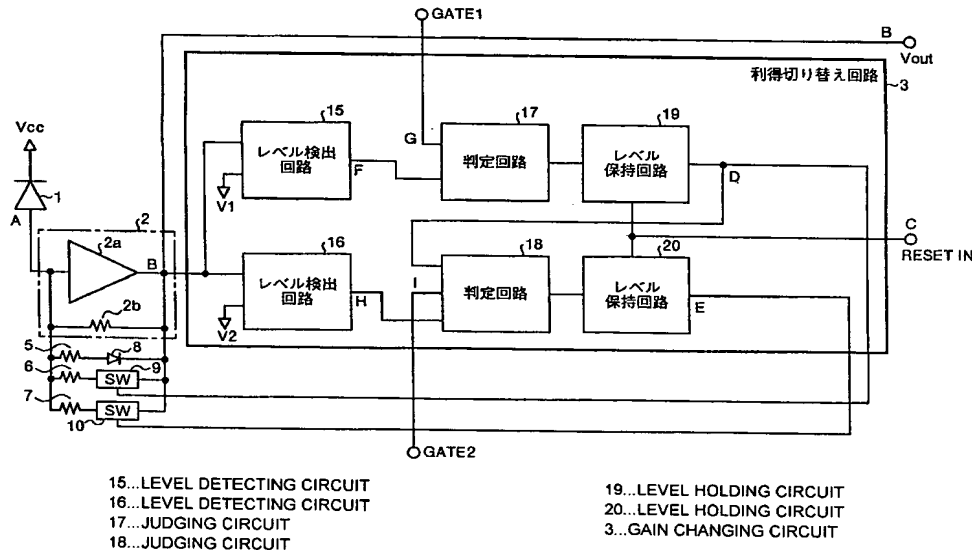 GATE1
B
Vout
利得切り替え回路
3
Vcc
1
A
15
レベル検出
回路
V1
F
G
17
判定回路
19
レベル
保持回路
D
2
2a
B
2b
16
レベル検出
回路
V2
H
I
18
判定回路
20
レベル
保持回路
E
C
RESET IN
5
8
6
SW
9
7
SW
10
GATE2
15...LEVEL DETECTING CIRCUIT
16...LEVEL DETECTING CIRCUIT
17...JUDGING CIRCUIT
18...JUDGING CIRCUIT
19...LEVEL HOLDING CIRCUIT
20...LEVEL HOLDING CIRCUIT
3...GAIN CHANGING CIRCUIT